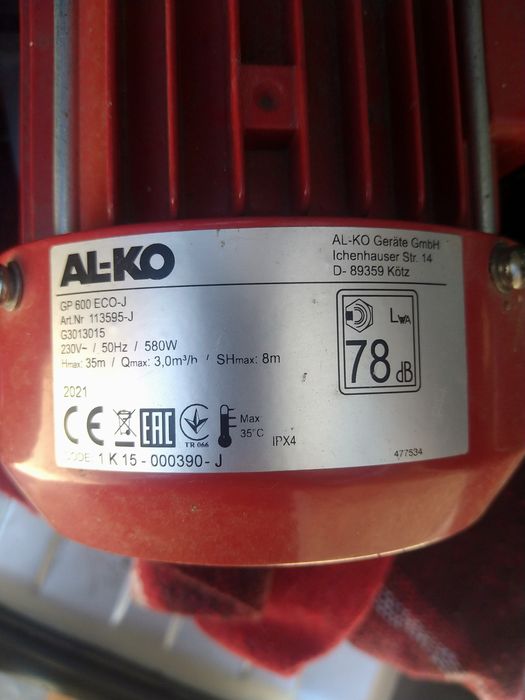 AL-KO
GP 600 ECO-J
Art.Nr 113595-J
G3013015
230V~ / 50Hz / 580W
Hmax: 35m / Qmax: 3,0m³/h / SHmax: 8m
2021
AL-KO Geräte GmbH
Ichenhauser Str. 14
D- 89359 Kötz
LWA
78 dB
CE
EAC
TR 066
Max
35°C
IPX4
CODE: 1 K 15 - 000390 - J
477534